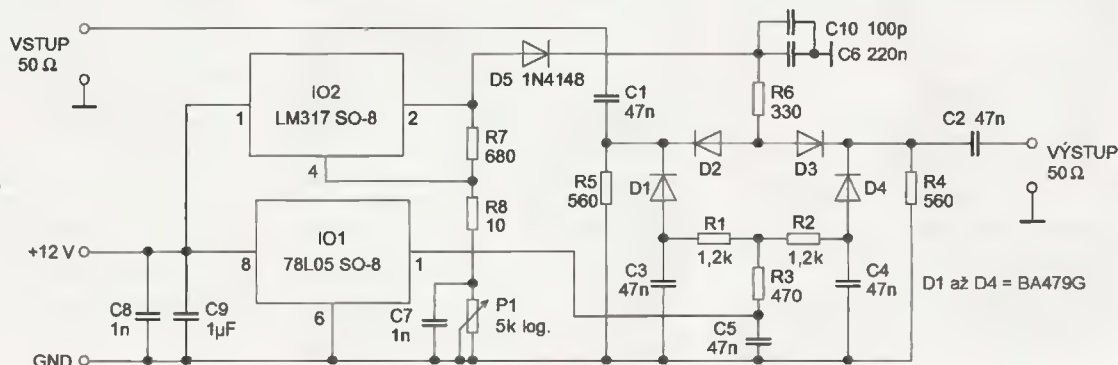 VSTUP
50 Ω
IO2
LM317 SO-8
1
2
4
D5 1N4148
C10 100p
C6 220n
C1
47n
R6
330
C2 47n
VÝSTUP
50 Ω
R7
680
D2
D3
R5
560
D1
D4
R4
560
R8
10
+12 V
IO1
78L05 SO-8
8
1
6
R1
1,2k
R2
1,2k
C3
47n
R3
470
C4
47n
D1 až D4 = BA479G
C8
1n
C9
1µF
C7
1n
P1
5k log.
C5
47n
GND